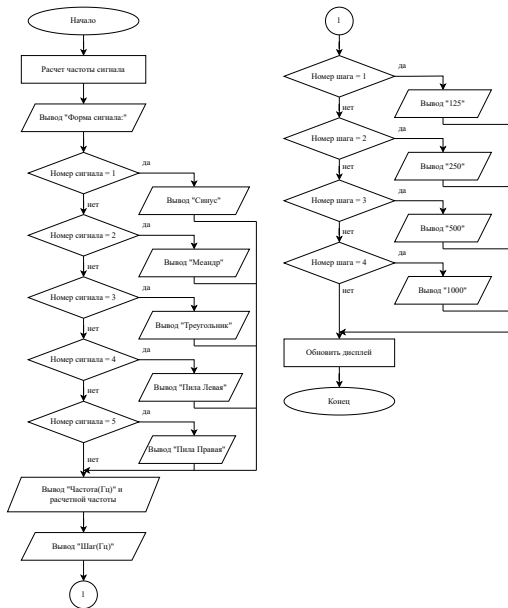 Начало
Расчет частоты сигнала
Вывод "Форма сигнала:"
Номер сигнала = 1
да
Вывод "Синус"
нет
Номер сигнала = 2
да
Вывод "Меандр"
нет
Номер сигнала = 3
да
Вывод "Треугольник"
нет
Номер сигнала = 4
да
Вывод "Пила Левая"
нет
Номер сигнала = 5
да
Вывод "Пила Правая"
нет
Вывод "Частота(Гц)" и
расчетной частоты
Вывод "Шаг(Гц)"
1
1
Номер шага = 1
да
Вывод "125"
нет
Номер шага = 2
да
Вывод "250"
нет
Номер шага = 3
да
Вывод "500"
нет
Номер шага = 4
да
Вывод "1000"
нет
Обновить дисплей
Конец